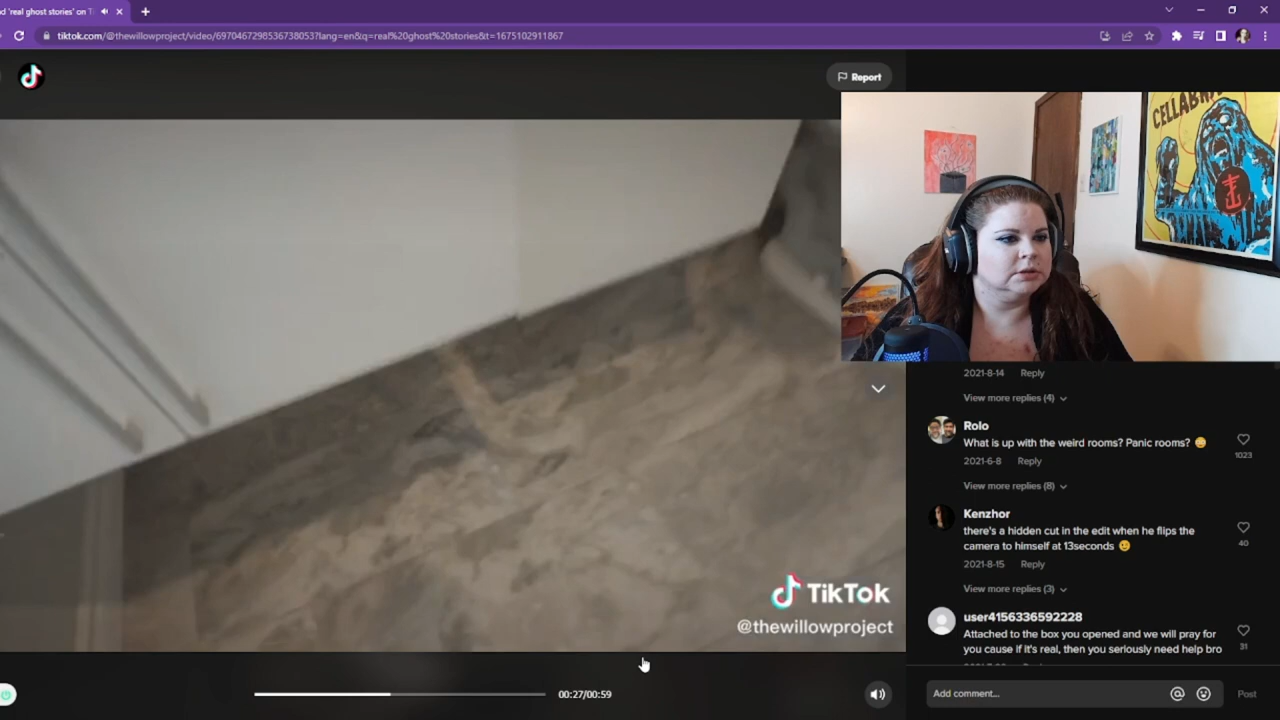 nd 'real ghost stories' on T
tiktok.com/@thewillowproject/video/6970467298536738053?lang=en&q=real%20ghost%20stories&t=1675102911867
Report
CELLABRA
2021-8-14 Reply
View more replies (4)
Rolo
What is up with the weird rooms? Panic rooms? 😳
1023
2021-6-8 Reply
View more replies (8)
Kenzhor
there's a hidden cut in the edit when he flips the
camera to himself at 13seconds 😉
40
2021-8-15 Reply
View more replies (3)
user4156336592228
Attached to the box you opened and we will pray for
you cause if it's real, then you seriously need help bro
31
TikTok
@thewillowproject
00:27/00:59
Add comment...
Post